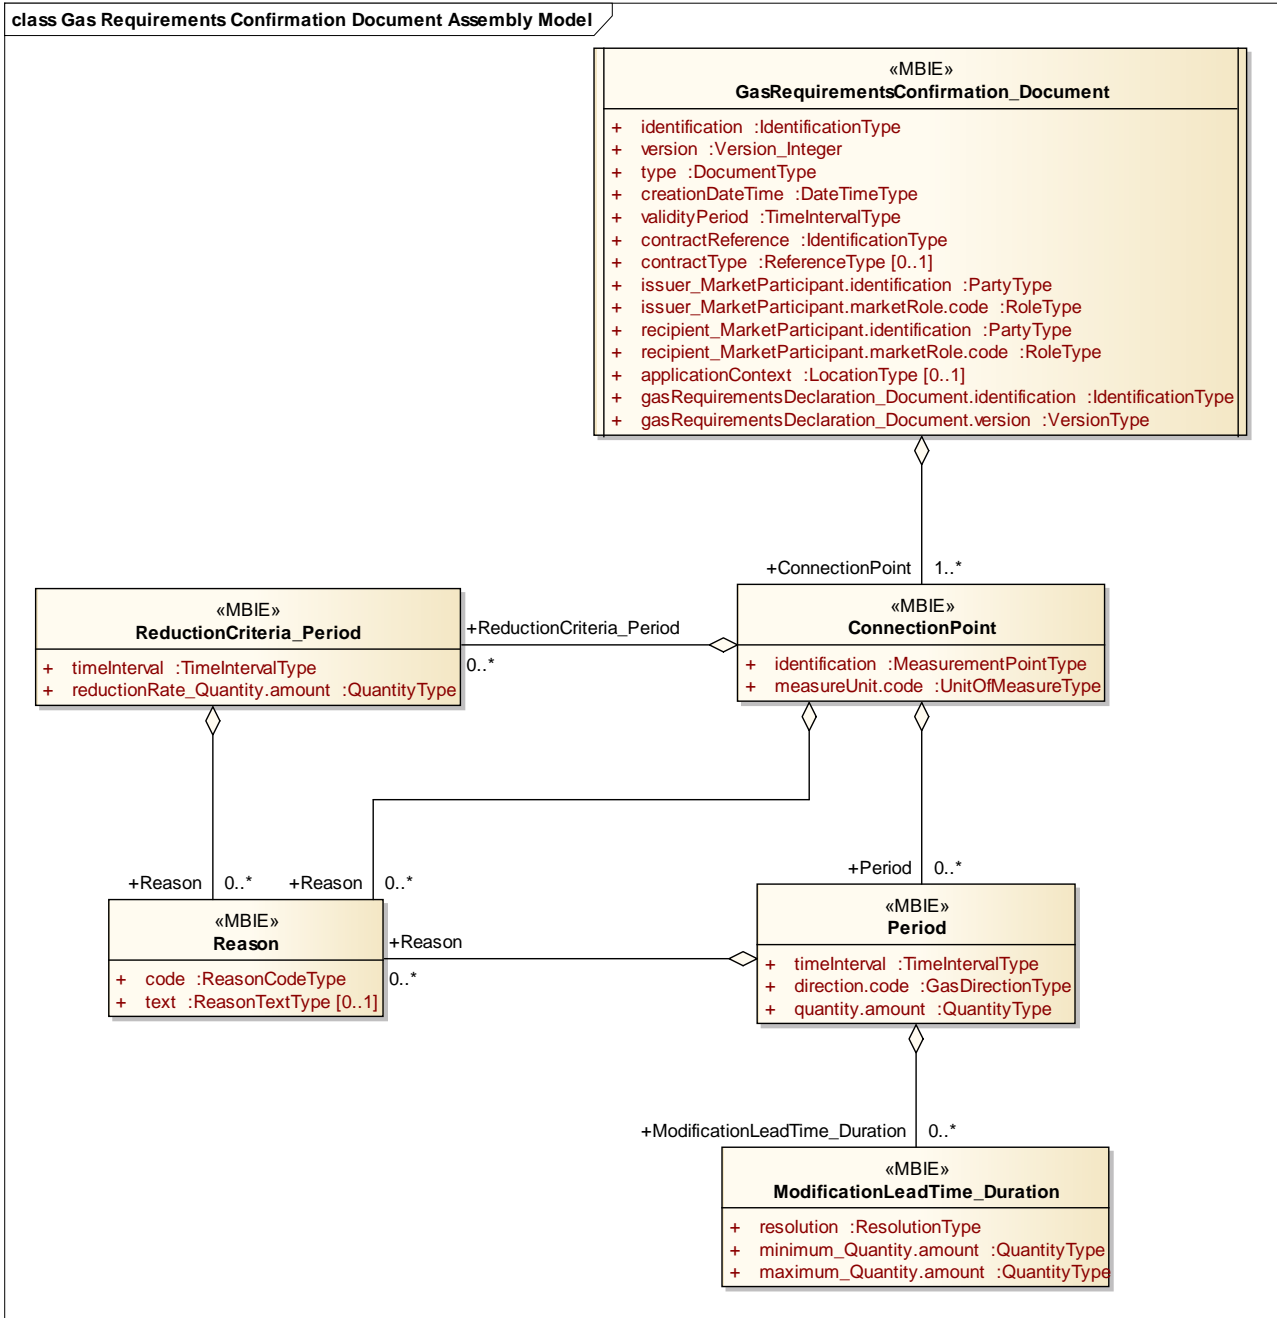 class Gas Requirements Confirmation Document Assembly Model
«MBIE»
GasRequirementsConfirmation_Document
+ identification :IdentificationType
+ version :Version_Integer
+ type :DocumentType
+ creationDateTime :DateTimeType
+ validityPeriod :TimeIntervalType
+ contractReference :IdentificationType
+ contractType :ReferenceType [0..1]
+ issuer_MarketParticipant.identification :PartyType
+ issuer_MarketParticipant.marketRole.code :RoleType
+ recipient_MarketParticipant.identification :PartyType
+ recipient_MarketParticipant.marketRole.code :RoleType
+ applicationContext :LocationType [0..1]
+ gasRequirementsDeclaration_Document.identification :IdentificationType
+ gasRequirementsDeclaration_Document.version :VersionType
+ConnectionPoint 1..*
«MBIE»
ReductionCriteria_Period
+ timeInterval :TimeIntervalType
+ reductionRate_Quantity.amount :QuantityType
+ReductionCriteria_Period
0..*
«MBIE»
ConnectionPoint
+ identification :MeasurementPointType
+ measureUnit.code :UnitOfMeasureType
+Reason 0..*
+Reason 0..*
+Period 0..*
«MBIE»
Reason
+ code :ReasonCodeType
+ text :ReasonTextType [0..1]
+Reason
0..*
«MBIE»
Period
+ timeInterval :TimeIntervalType
+ direction.code :GasDirectionType
+ quantity.amount :QuantityType
+ModificationLeadTime_Duration 0..*
«MBIE»
ModificationLeadTime_Duration
+ resolution :ResolutionType
+ minimum_Quantity.amount :QuantityType
+ maximum_Quantity.amount :QuantityType